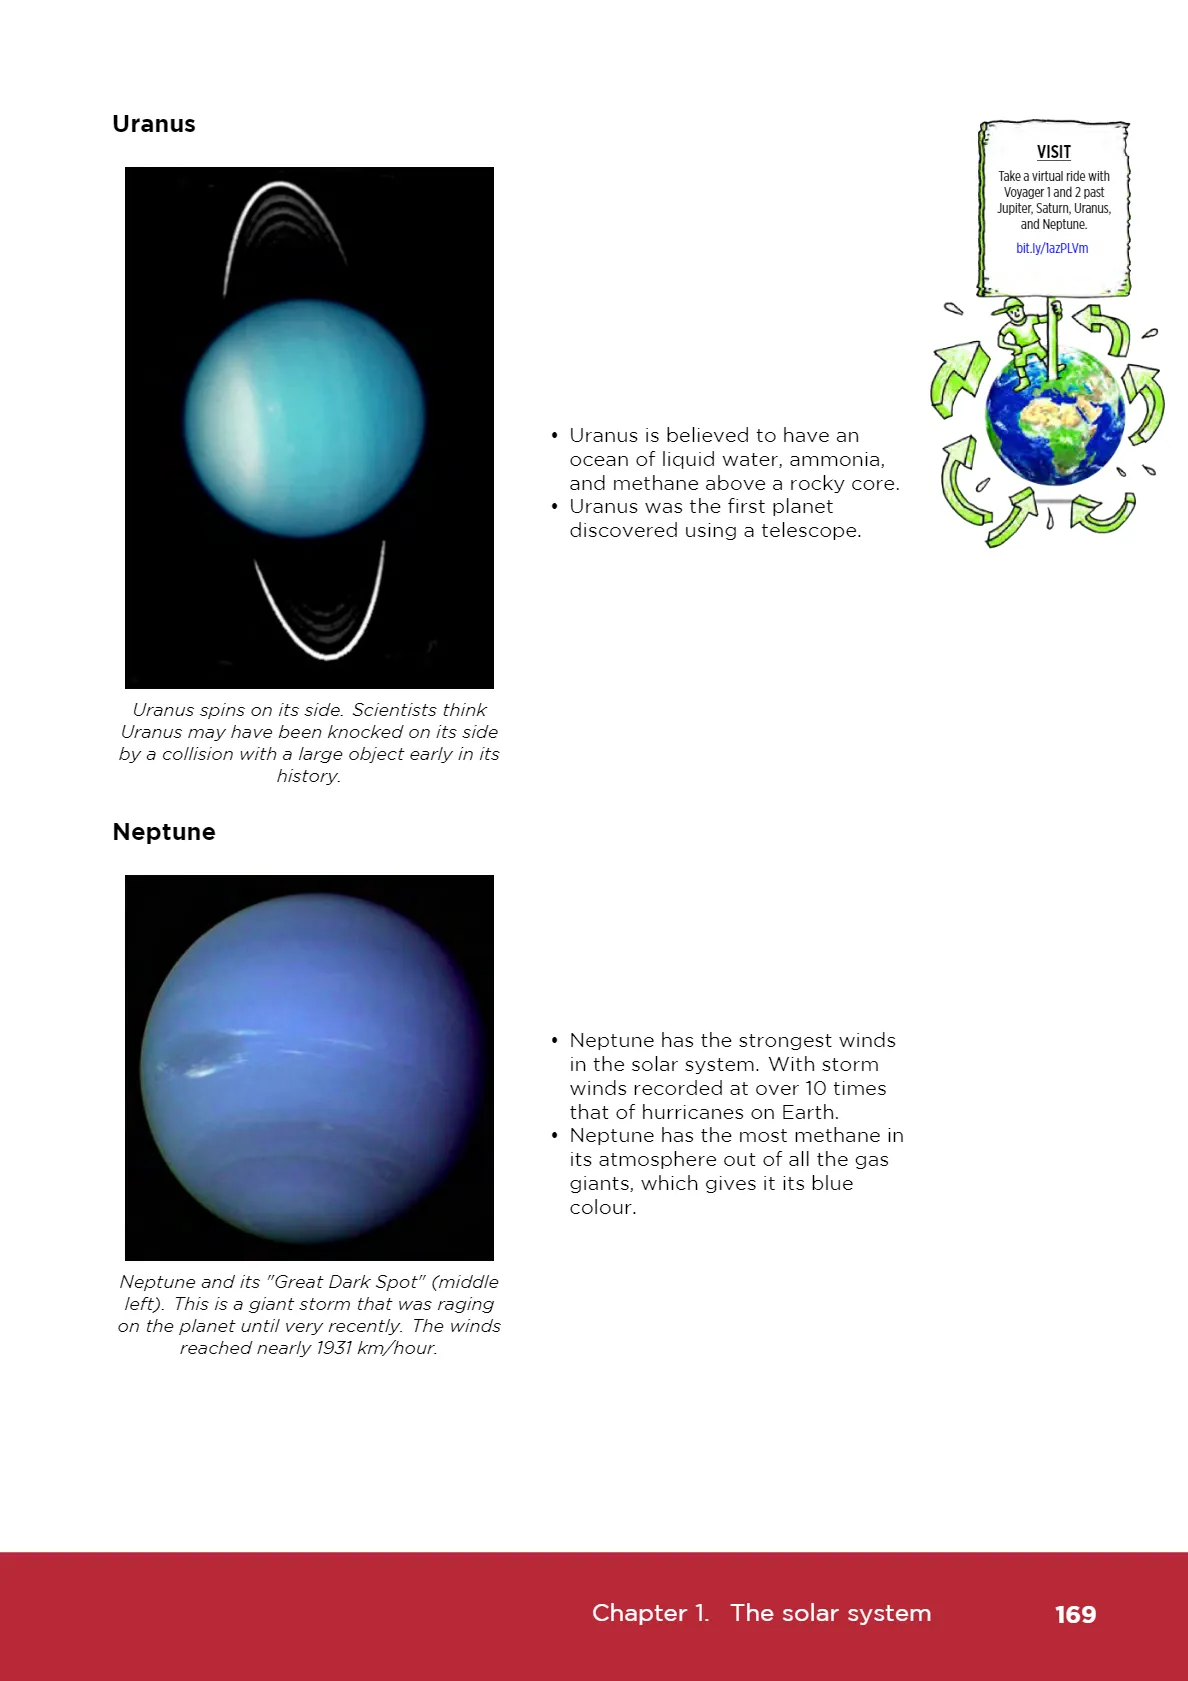 Uranus
VISIT
Take a virtual ride with
Voyager 1 and 2 past
Jupiter, Saturn, Uranus,
and Neptune.
bit.ly/1azPLVm
• Uranus is believed to have an
ocean of liquid water, ammonia,
and methane above a rocky core.
• Uranus was the first planet
discovered using a telescope.
Uranus spins on its side. Scientists think
Uranus may have been knocked on its side
by a collision with a large object early in its
history.
Neptune
• Neptune has the strongest winds
in the solar system. With storm
winds recorded at over 10 times
that of hurricanes on Earth.
• Neptune has the most methane in
its atmosphere out of all the gas
giants, which gives it its blue
colour.
Neptune and its "Great Dark Spot" (middle
left). This is a giant storm that was raging
on the planet until very recently. The winds
reached nearly 1931 km/hour.
Chapter 1. The solar system 169